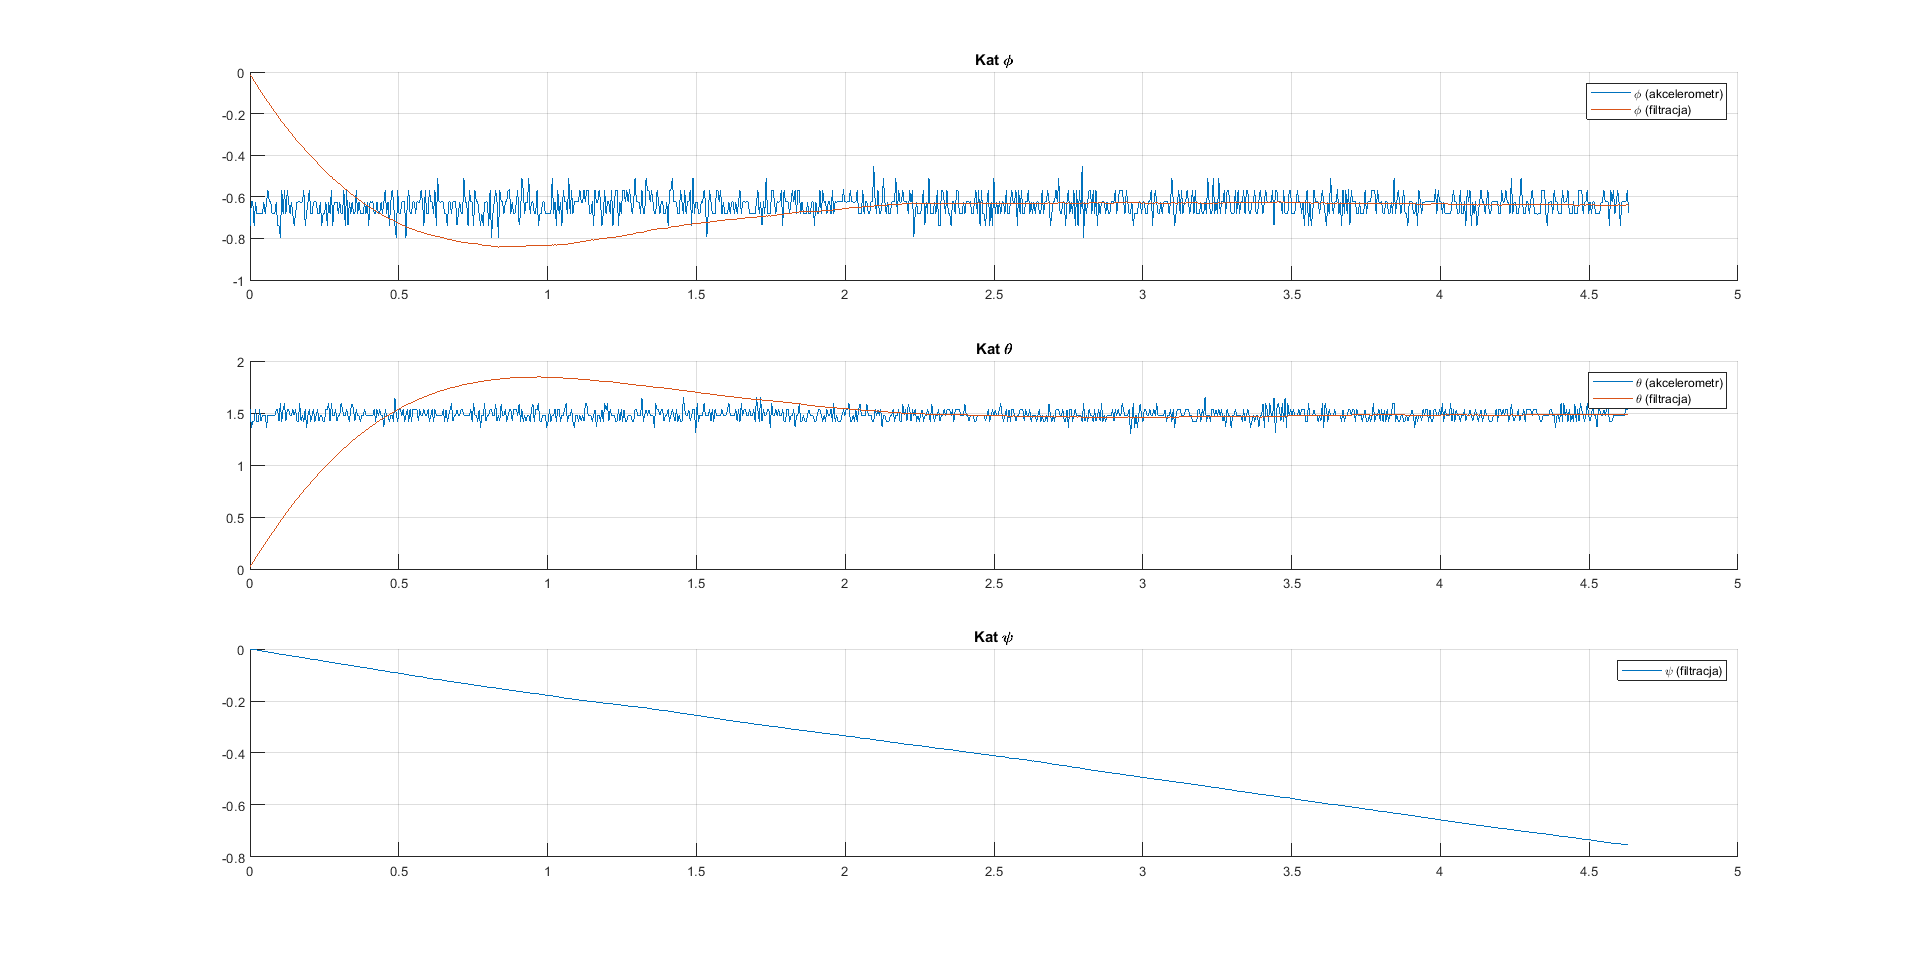 Kat ϕ
0
-0.2
-0.4
-0.6
-0.8
-1
0 0.5 1 1.5 2 2.5 3 3.5 4 4.5 5
ϕ (akcelerometr)
ϕ (filtracja)
Kat θ
2
1.5
1
0.5
0
0 0.5 1 1.5 2 2.5 3 3.5 4 4.5 5
θ (akcelerometr)
θ (filtracja)
Kat ψ
0
-0.2
-0.4
-0.6
-0.8
0 0.5 1 1.5 2 2.5 3 3.5 4 4.5 5
ψ (filtracja)